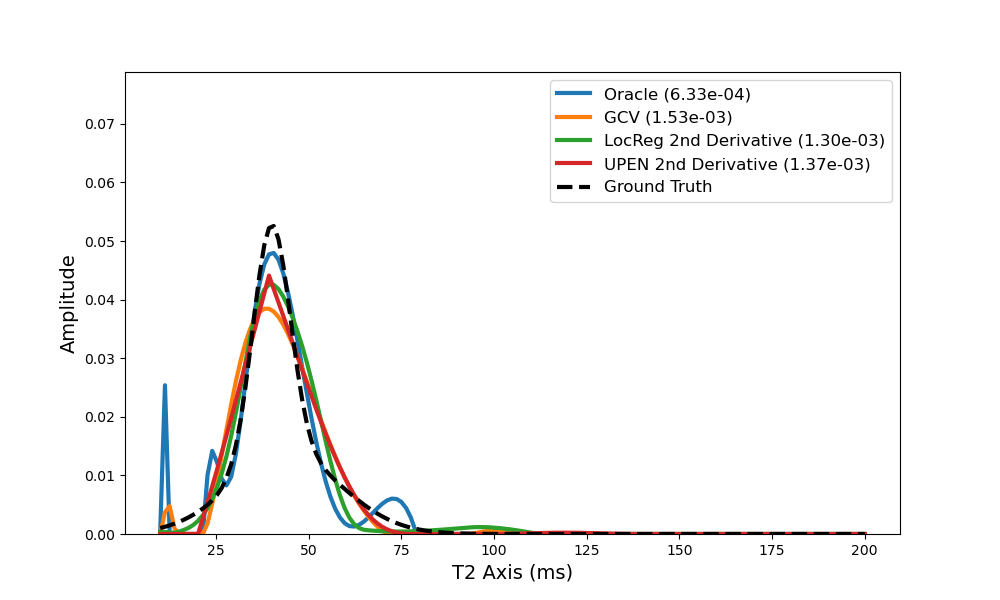 Oracle (6.33e-04)
GCV (1.53e-03)
LocReg 2nd Derivative (1.30e-03)
UPEN 2nd Derivative (1.37e-03)
Ground Truth
Amplitude
0.07
0.06
0.05
0.04
0.03
0.02
0.01
0.00
25 50 75 100 125 150 175 200
T2 Axis (ms)